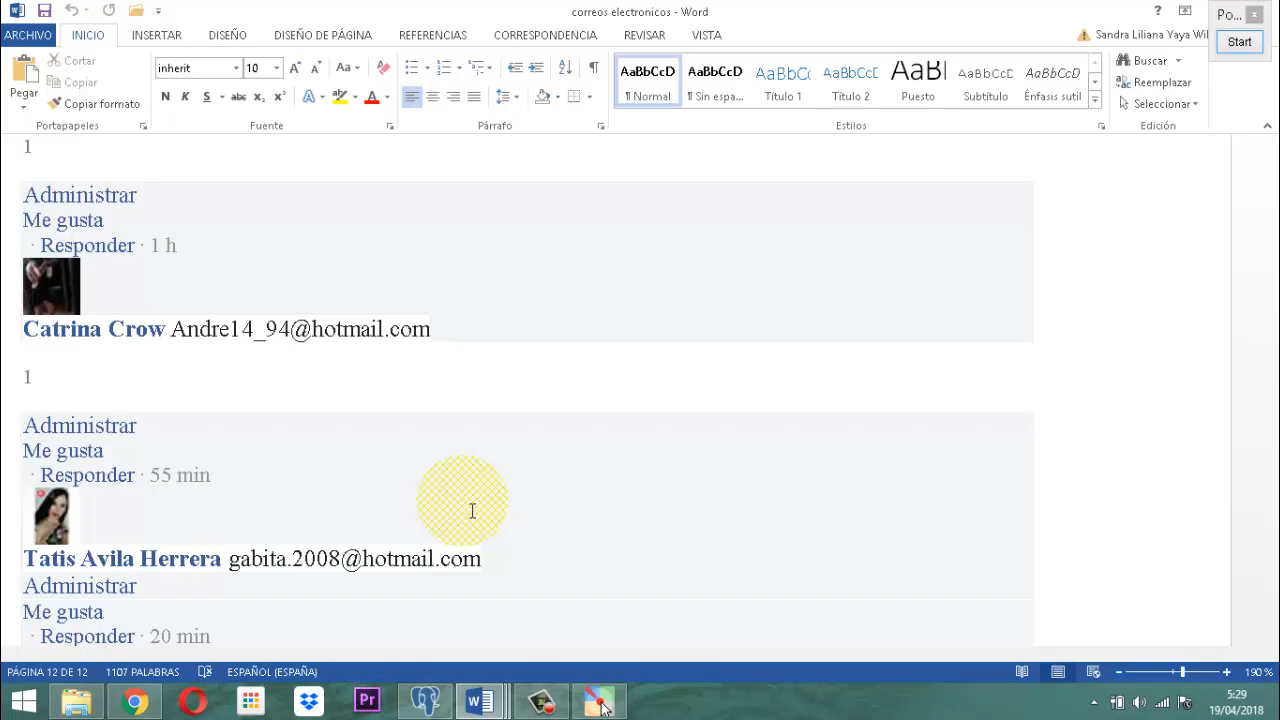 correos electronicos - Word
Po...
ARCHIVO INICIO INSERTAR DISEÑO DISEÑO DE PÁGINA REFERENCIAS CORRESPONDENCIA REVISAR VISTA Sandra Liliana Yaya Wil
Start
Pegar
Cortar
Copiar
Copiar formato
Portapapeles
inherit 10
Aa
N K S abc x₂ x² A A
Fuente
Párrafo
AaBbCcD AaBbCcD AaBbCc AaBbCcD AaBl AaBbCcD AaBbCcD
¶ Normal ¶ Sin espa... Título 1 Título 2 Puesto Subtítulo Énfasis sutil
Estilos
Buscar
Reemplazar
Seleccionar
Edición
1
Administrar
Me gusta
· Responder · 1 h
Catrina Crow Andre14_94@hotmail.com
1
Administrar
Me gusta
· Responder · 55 min
Tatis Avila Herrera gabita.2008@hotmail.com
Administrar
Me gusta
· Responder · 20 min
PÁGINA 12 DE 12 1107 PALABRAS ESPAÑOL (ESPAÑA) 190 %
Pr
5:29
19/04/2018